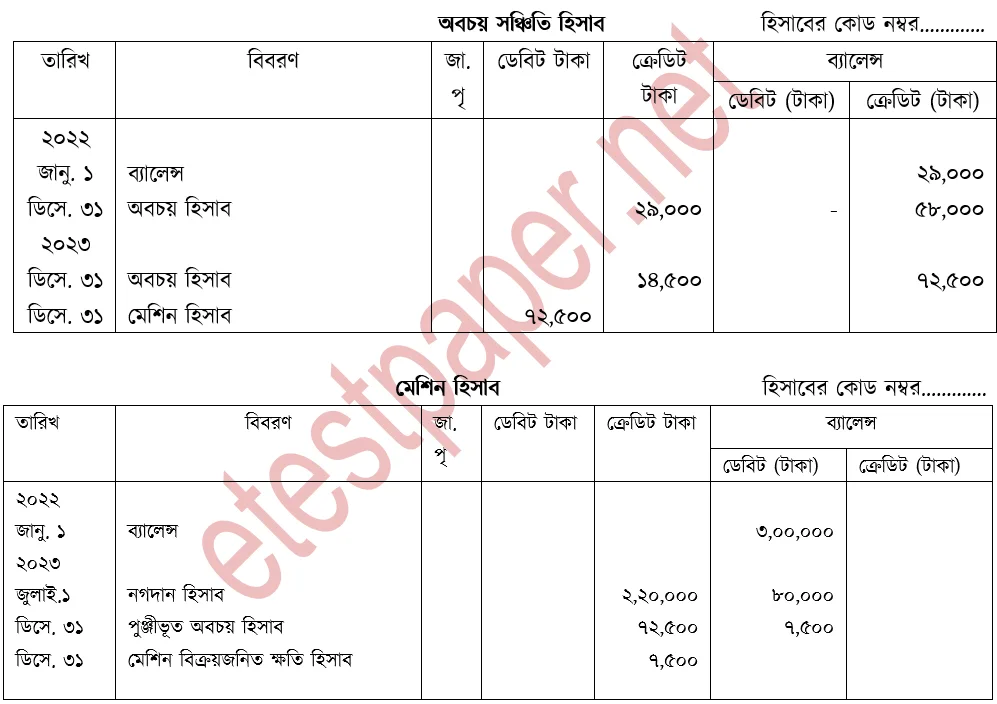 অবচয় সঞ্চিতি হিসাব হিসাবের কোড নম্বর.............
তারিখ বিবরণ জা. পৃ ডেবিট টাকা ক্রেডিট টাকা ব্যালেন্স
ডেবিট (টাকা) ক্রেডিট (টাকা)
২০২২
জানু. ১ ব্যালেন্স ২৯,০০০
ডিসে. ৩১ অবচয় হিসাব ২৯,০০০ - ৫৮,০০০
২০২৩
ডিসে. ৩১ অবচয় হিসাব ১৪,৫০০ ৭২,৫০০
ডিসে. ৩১ মেশিন হিসাব ৭২,৫০০
মেশিন হিসাব হিসাবের কোড নম্বর.............
তারিখ বিবরণ জা. পৃ ডেবিট টাকা ক্রেডিট টাকা ব্যালেন্স
ডেবিট (টাকা) ক্রেডিট (টাকা)
২০২২
জানু. ১ ব্যালেন্স ৩,০০,০০০
২০২৩
জুলাই.১ নগদান হিসাব ২,২০,০০০ ৮০,০০০
ডিসে. ৩১ পুঞ্জীভূত অবচয় হিসাব ৭২,৫০০ ৭,৫০০
ডিসে. ৩১ মেশিন বিক্রয়জনিত ক্ষতি হিসাব ৭,৫০০
etestpaper.net